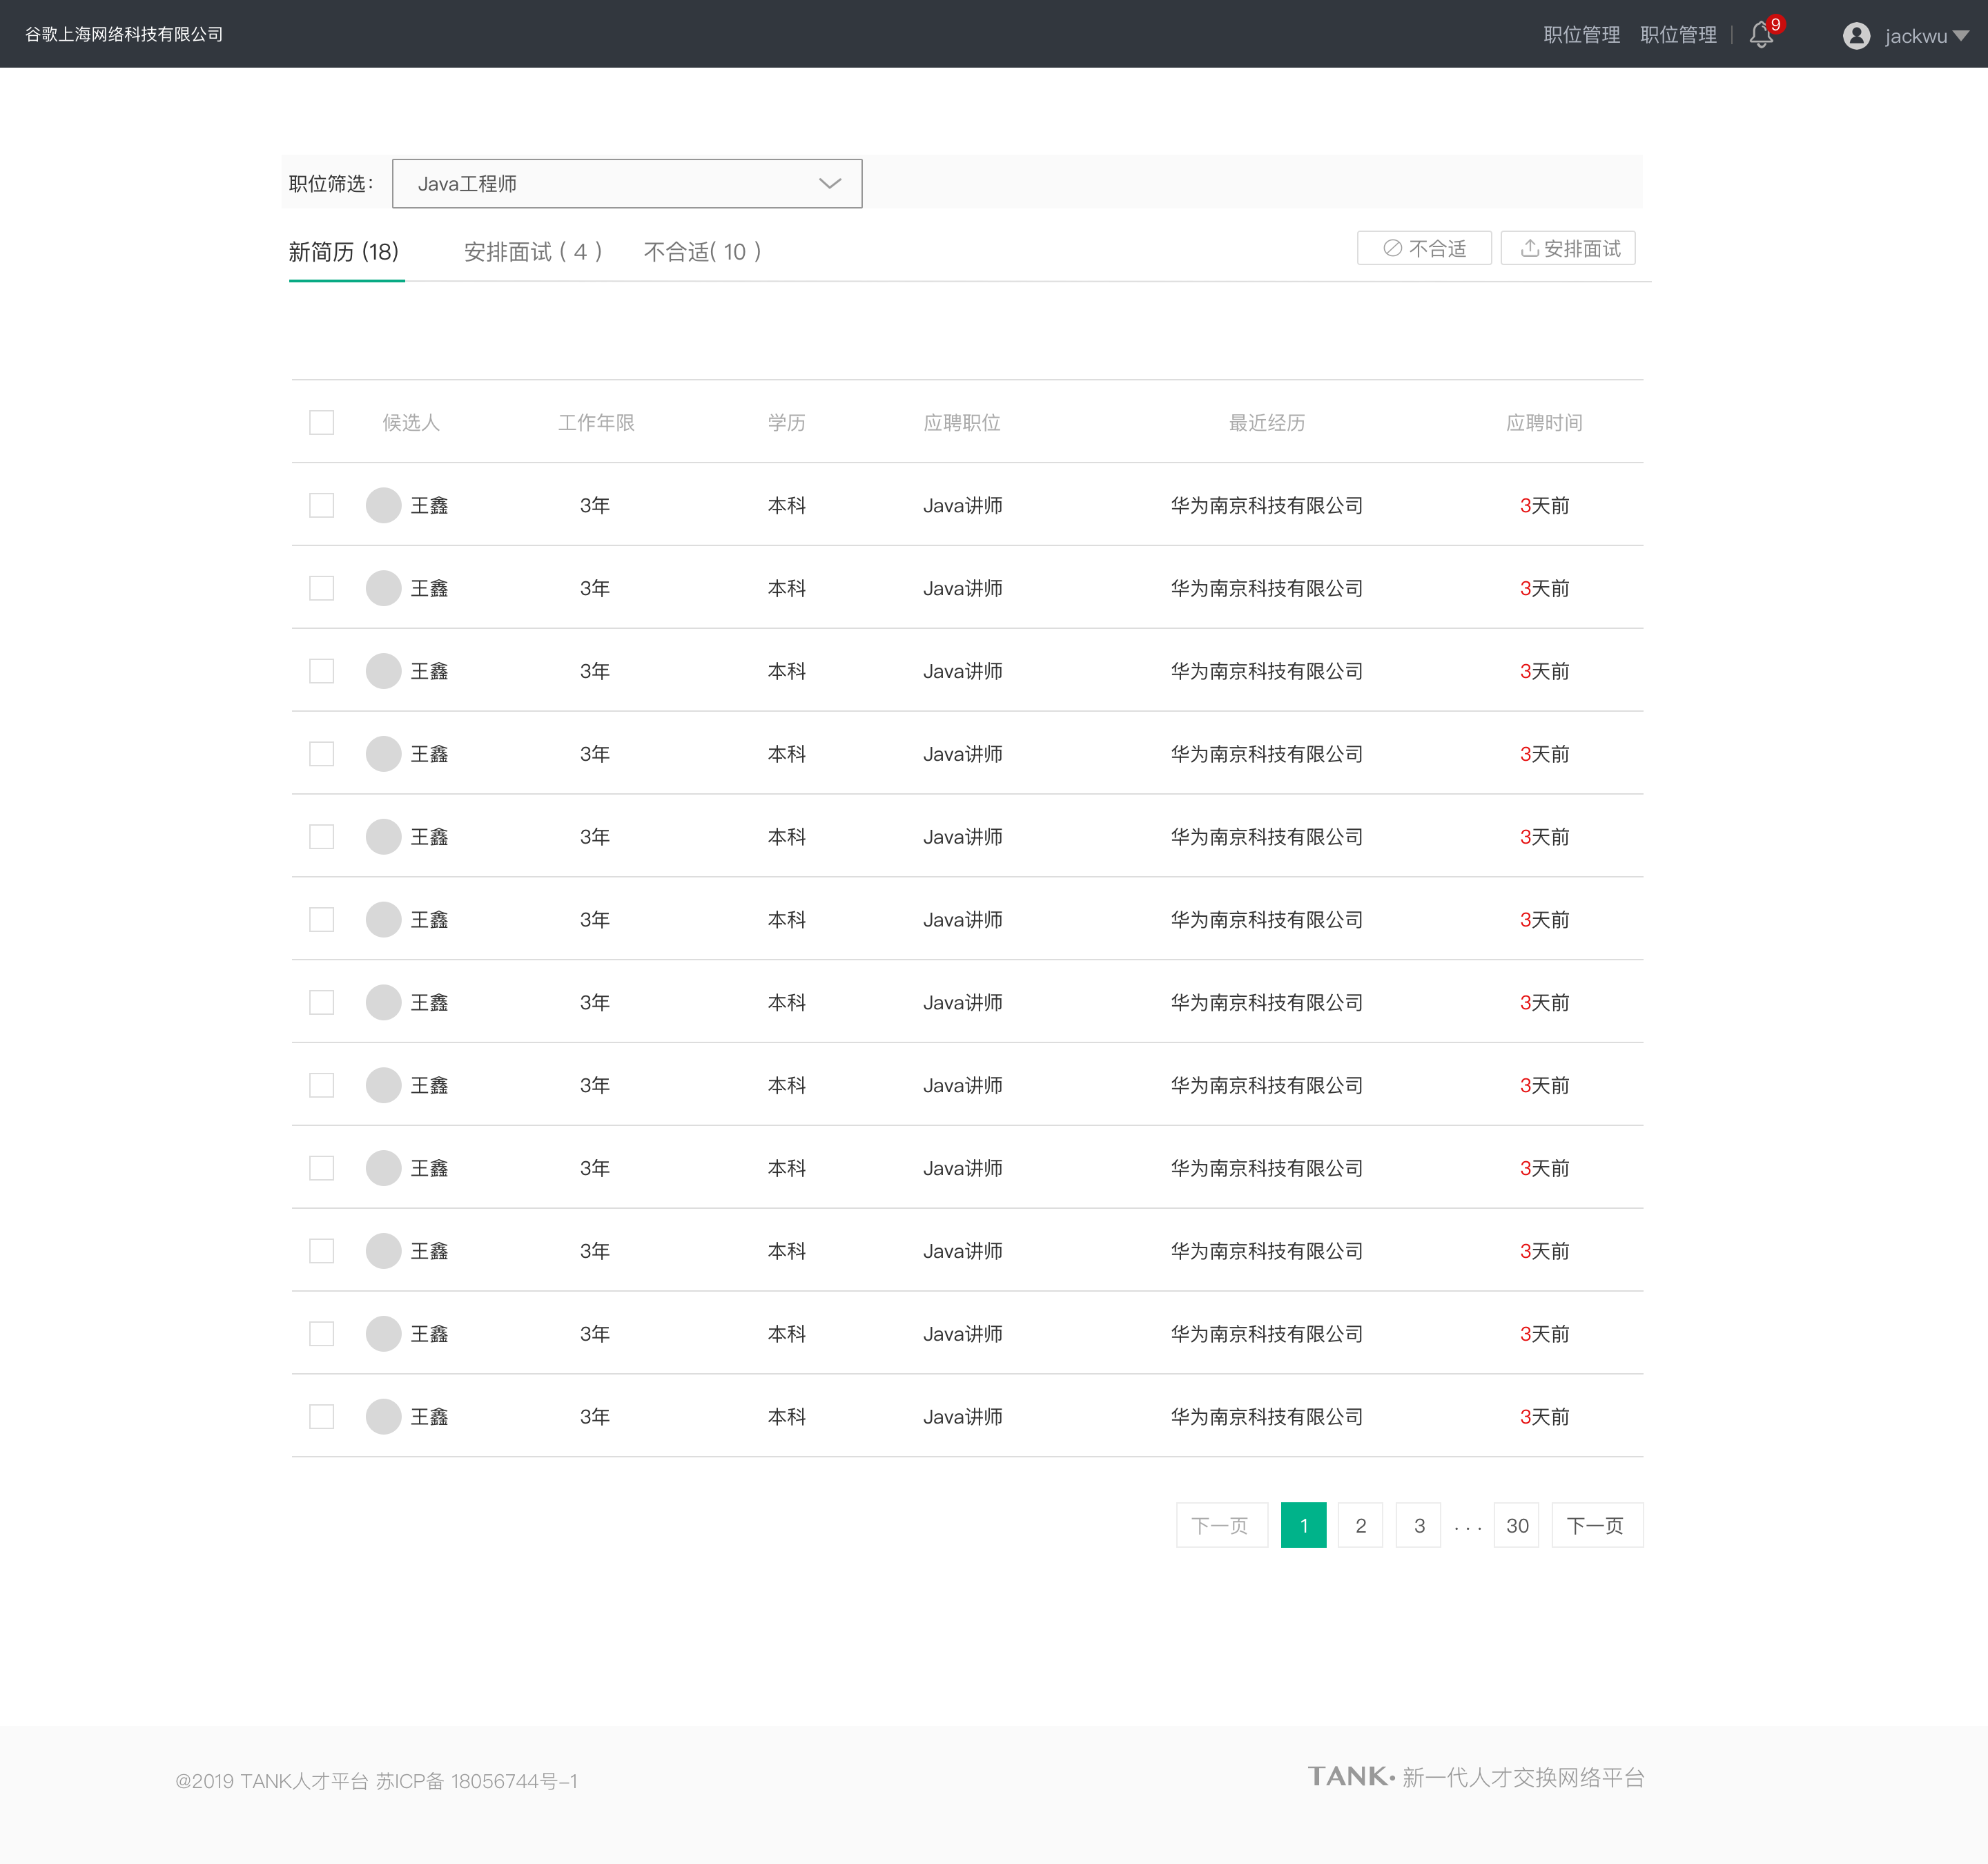 谷歌上海网络科技有限公司 职位管理 职位管理 9 jackwu
职位筛选： Java工程师
新简历 (18) 安排面试 ( 4 ) 不合适( 10 ) 不合适 安排面试
候选人 工作年限 学历 应聘职位 最近经历 应聘时间
王鑫 3年 本科 Java讲师 华为南京科技有限公司 3天前
王鑫 3年 本科 Java讲师 华为南京科技有限公司 3天前
王鑫 3年 本科 Java讲师 华为南京科技有限公司 3天前
王鑫 3年 本科 Java讲师 华为南京科技有限公司 3天前
王鑫 3年 本科 Java讲师 华为南京科技有限公司 3天前
王鑫 3年 本科 Java讲师 华为南京科技有限公司 3天前
王鑫 3年 本科 Java讲师 华为南京科技有限公司 3天前
王鑫 3年 本科 Java讲师 华为南京科技有限公司 3天前
王鑫 3年 本科 Java讲师 华为南京科技有限公司 3天前
王鑫 3年 本科 Java讲师 华为南京科技有限公司 3天前
王鑫 3年 本科 Java讲师 华为南京科技有限公司 3天前
王鑫 3年 本科 Java讲师 华为南京科技有限公司 3天前
下一页 1 2 3 ... 30 下一页
@2019 TANK人才平台 苏ICP备 18056744号-1 TANK· 新一代人才交换网络平台